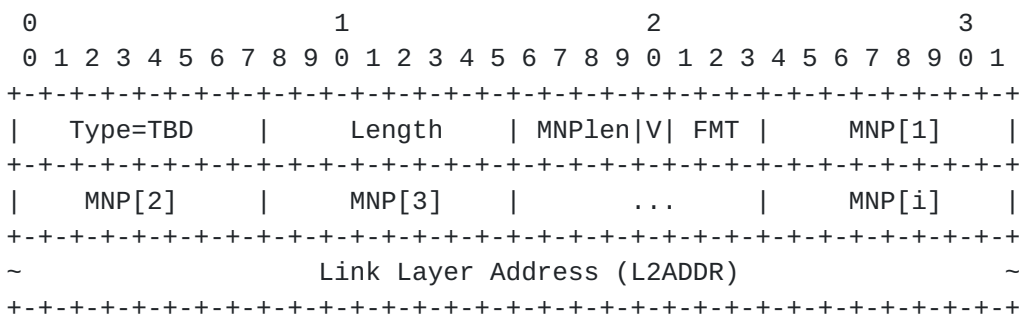 0                   1                   2                   3
 0 1 2 3 4 5 6 7 8 9 0 1 2 3 4 5 6 7 8 9 0 1 2 3 4 5 6 7 8 9 0 1
+-+-+-+-+-+-+-+-+-+-+-+-+-+-+-+-+-+-+-+-+-+-+-+-+-+-+-+-+-+-+-+-+
|   Type=TBD    |     Length    | MNPlen|V| FMT |     MNP[1]    |
+-+-+-+-+-+-+-+-+-+-+-+-+-+-+-+-+-+-+-+-+-+-+-+-+-+-+-+-+-+-+-+-+
|    MNP[2]     |     MNP[3]    |      ...      |     MNP[i]    |
+-+-+-+-+-+-+-+-+-+-+-+-+-+-+-+-+-+-+-+-+-+-+-+-+-+-+-+-+-+-+-+-+
~                   Link Layer Address (L2ADDR)                 ~
+-+-+-+-+-+-+-+-+-+-+-+-+-+-+-+-+-+-+-+-+-+-+-+-+-+-+-+-+-+-+-+-+